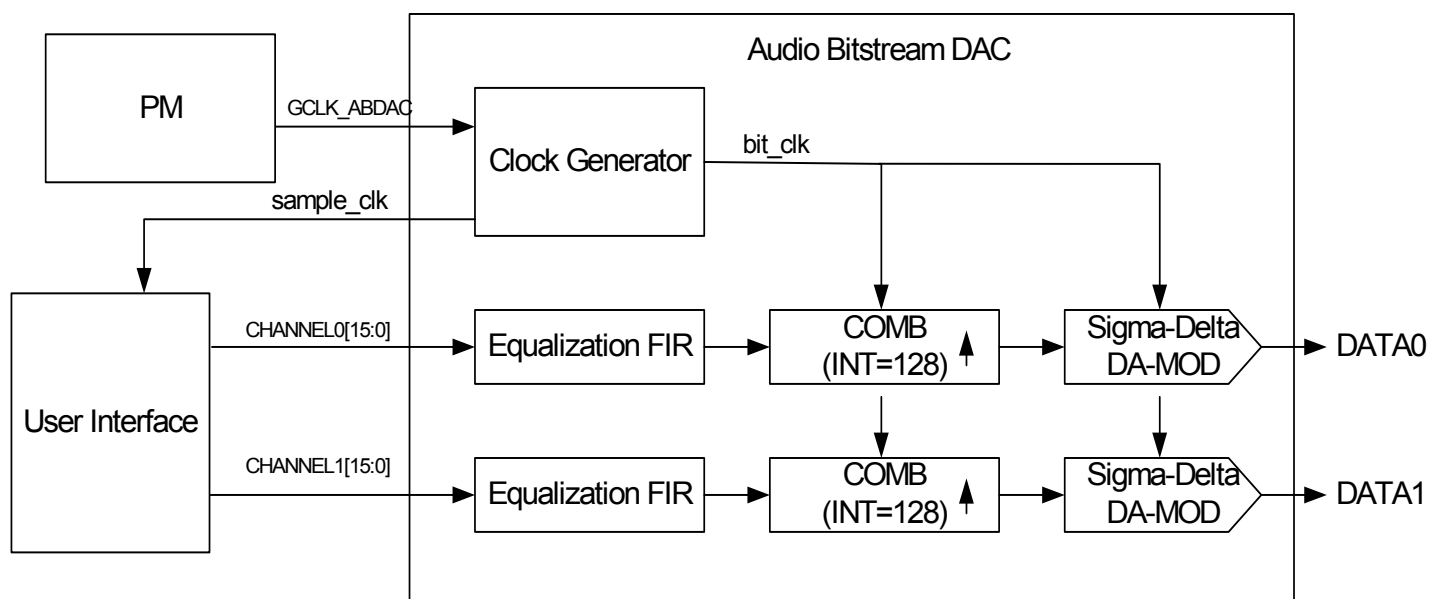 Audio Bitstream DAC
PM
GCLK_ABDAC
Clock Generator
bit_clk
sample_clk
User Interface
CHANNEL0[15:0]
Equalization FIR
COMB
(INT=128)
Sigma-Delta
DA-MOD
DATA0
CHANNEL1[15:0]
Equalization FIR
COMB
(INT=128)
Sigma-Delta
DA-MOD
DATA1